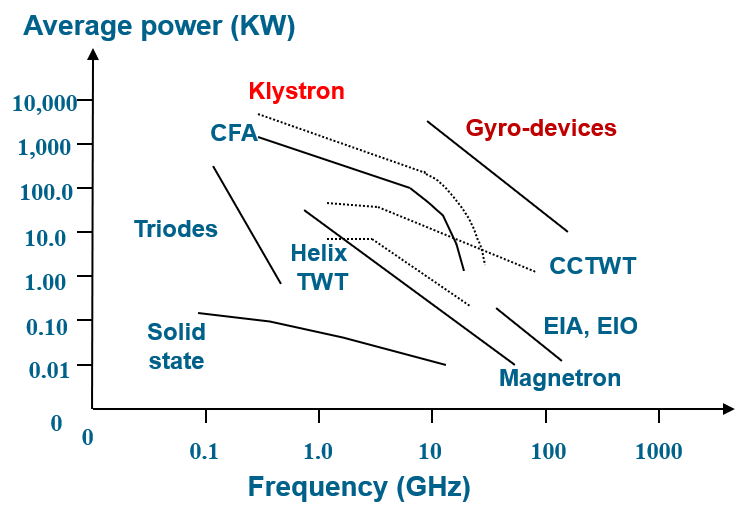 Average power (KW)
10,000
1,000
100.0
10.0
1.00
0.10
0.01
0
Klystron
Gyro-devices
CFA
Triodes
Helix
TWT
CCTWT
Solid
state
EIA, EIO
Magnetron
0
0.1
1.0
10
100
1000
Frequency (GHz)